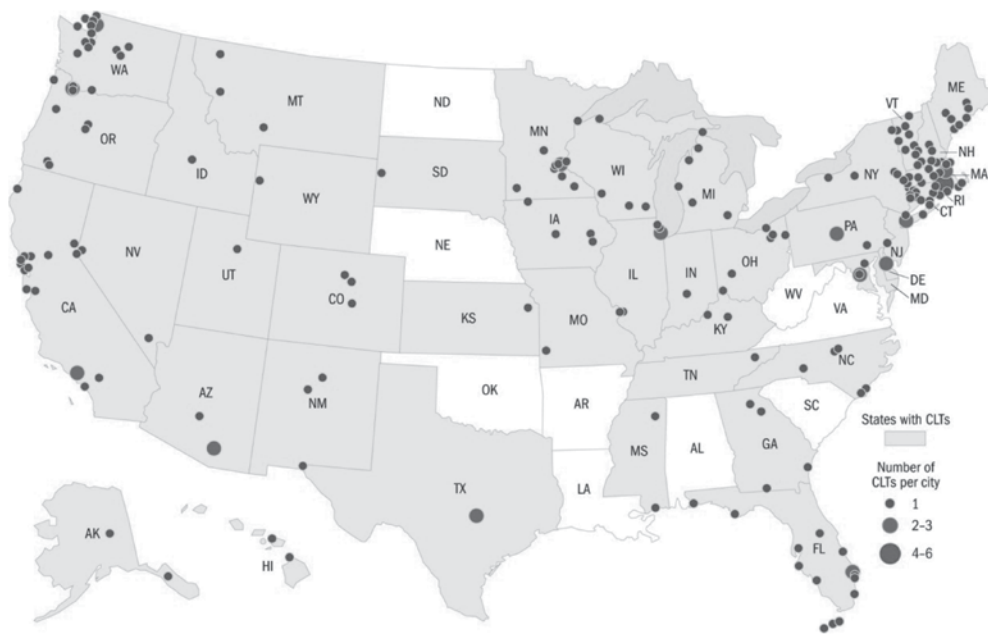 WA
OR
ID
MT
ND
MN
WI
MI
VT
ME
NH
MA
RI
CT
NY
SD
WY
NV
CA
UT
CO
NE
IA
IL
IN
OH
PA
NJ
DE
MD
WV
VA
KS
MO
KY
TN
NC
SC
AZ
NM
OK
AR
TX
LA
MS
AL
GA
FL
AK
HI
States with CLTs
Number of
CLTs per city
1
2–3
4–6